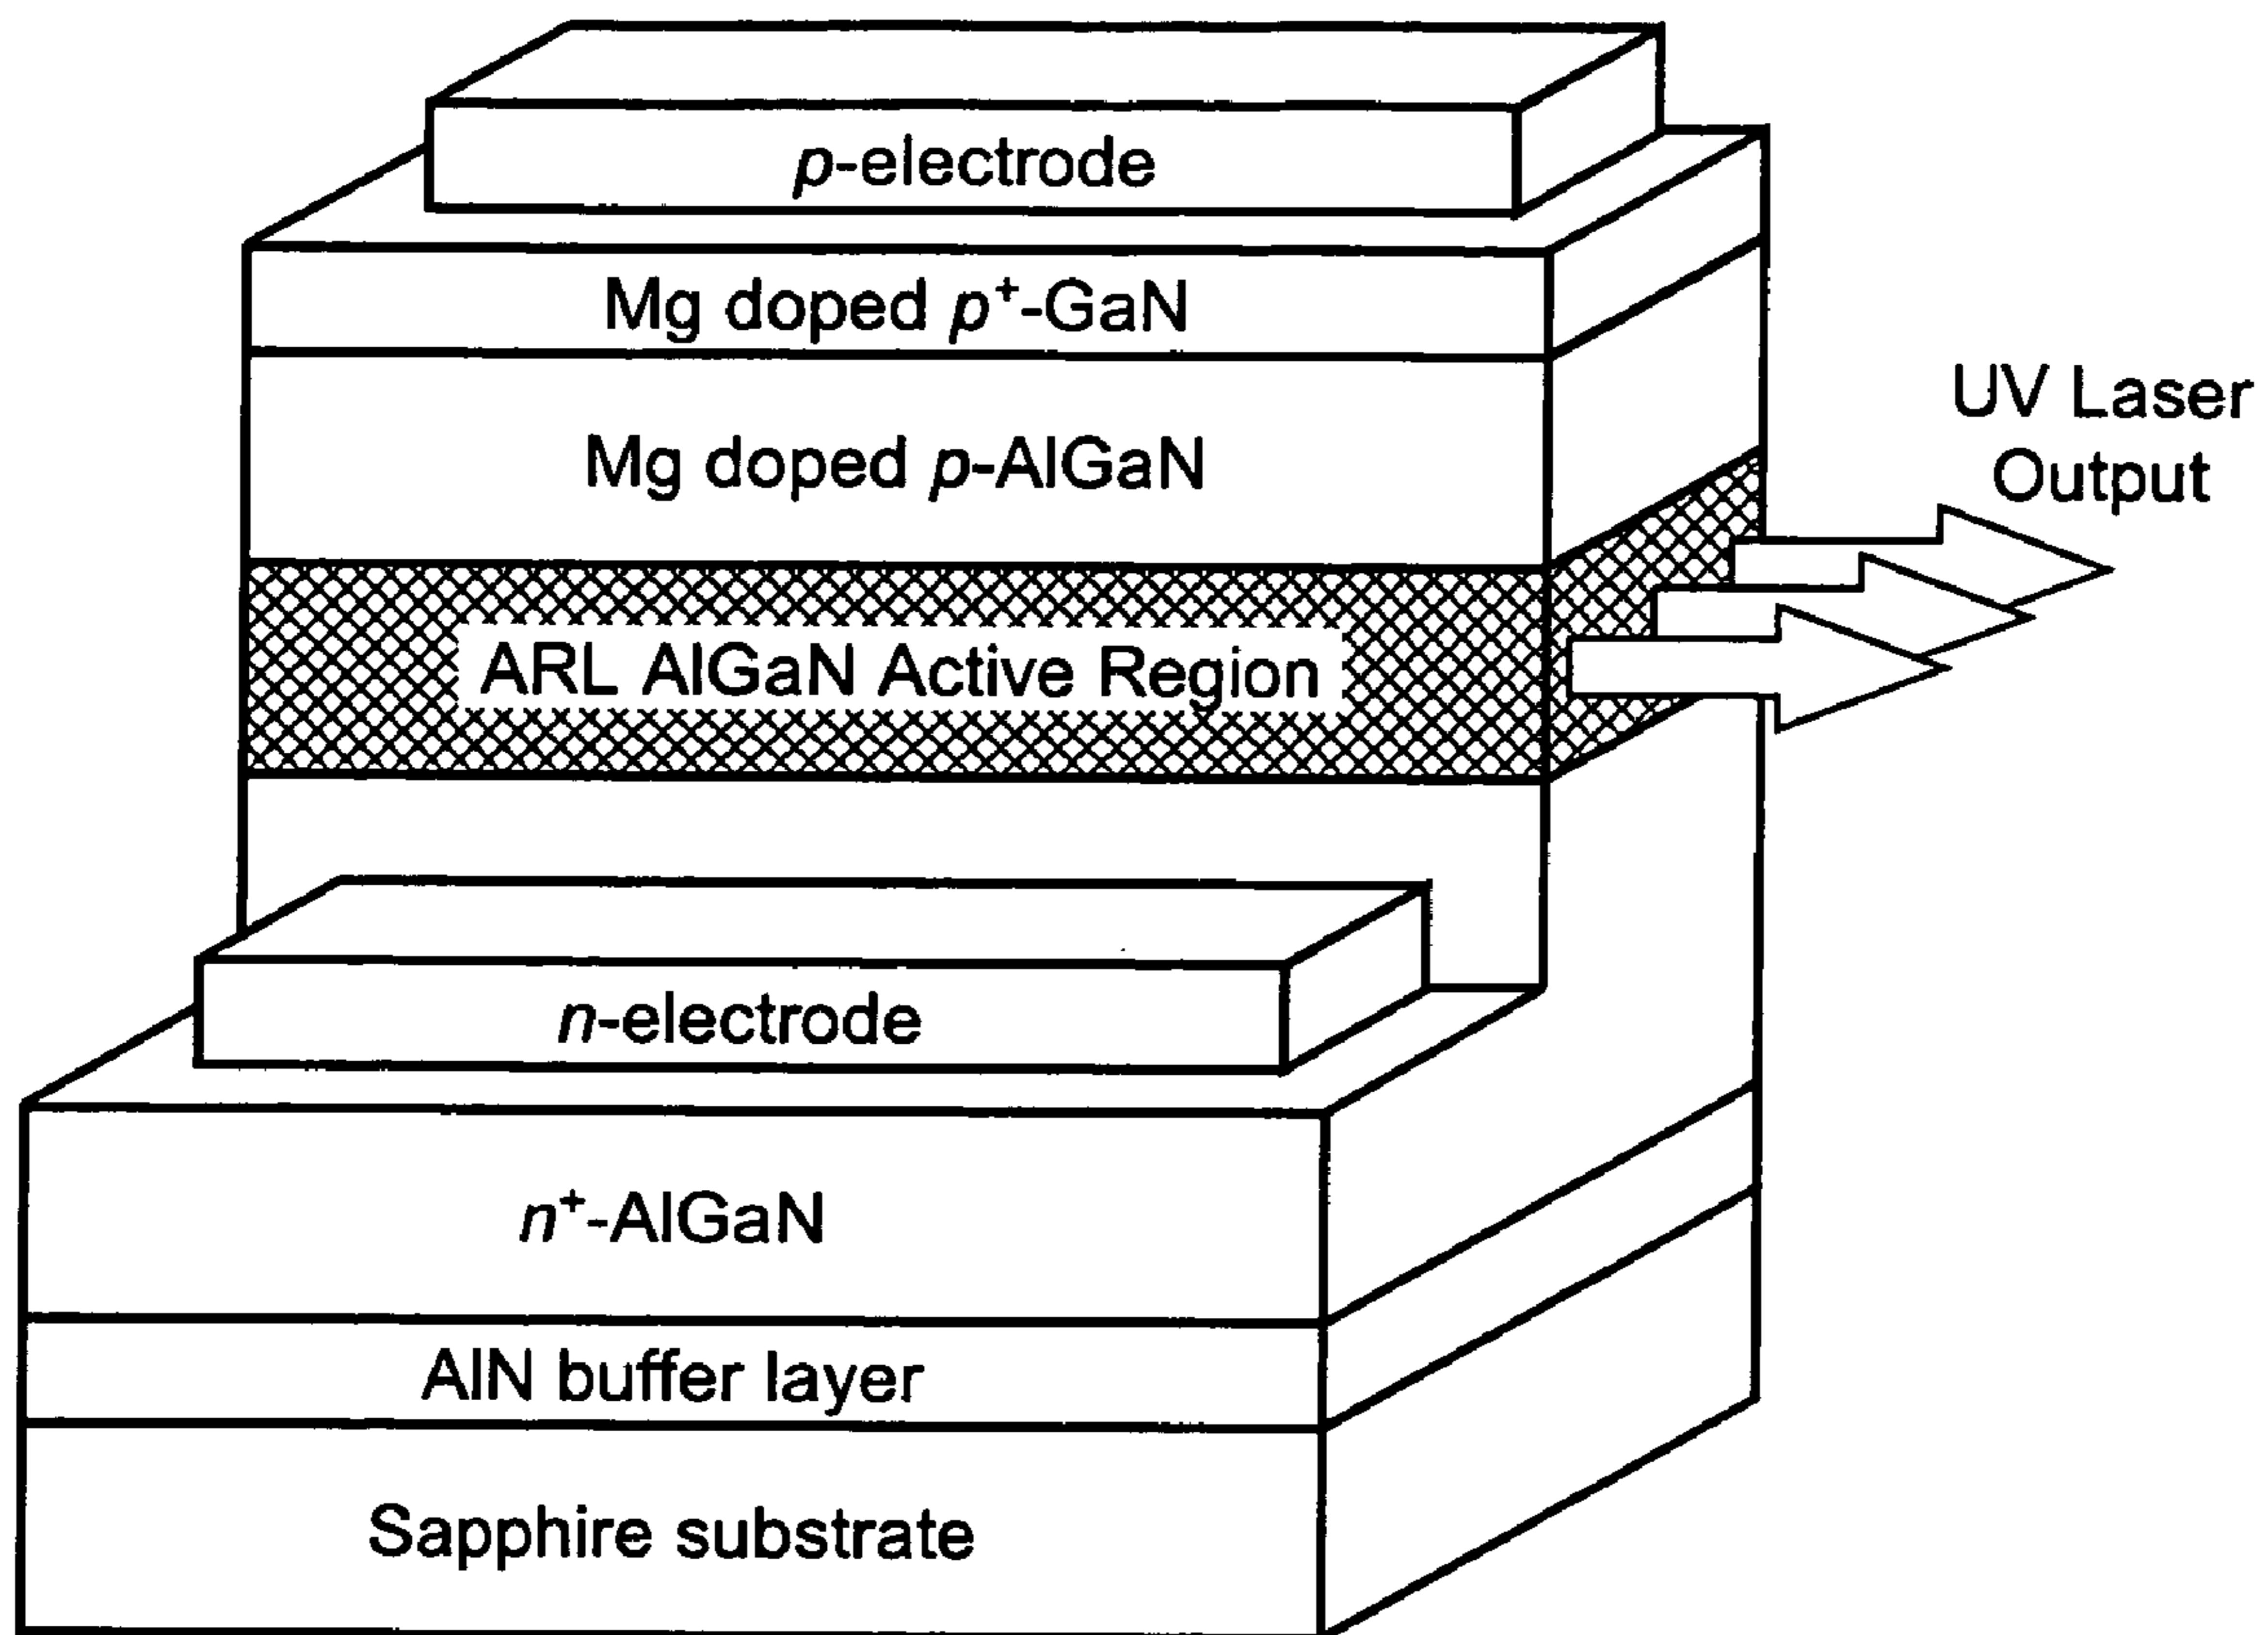 p-electrode
Mg doped p⁺-GaN
Mg doped p-AlGaN
UV Laser
Output
ARL AlGaN Active Region
n-electrode
n⁺-AlGaN
AlN buffer layer
Sapphire substrate